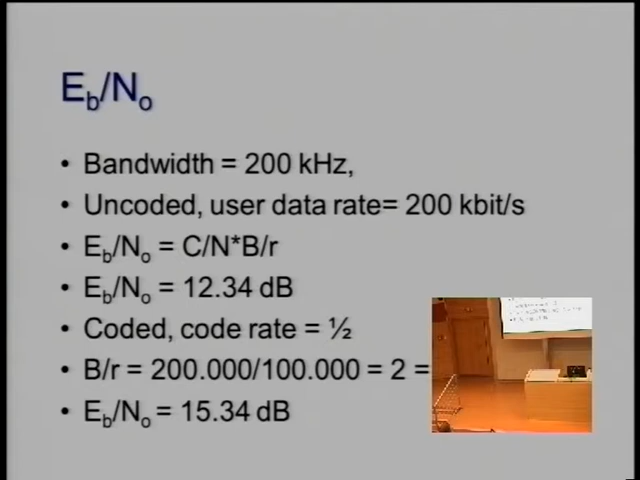 Eb/No
• Bandwidth = 200 kHz,
• Uncoded, user data rate= 200 kbit/s
• Eb/No = C/N*B/r
• Eb/No = 12.34 dB
• Coded, code rate = ½
• B/r = 200.000/100.000 = 2 =
• Eb/No = 15.34 dB